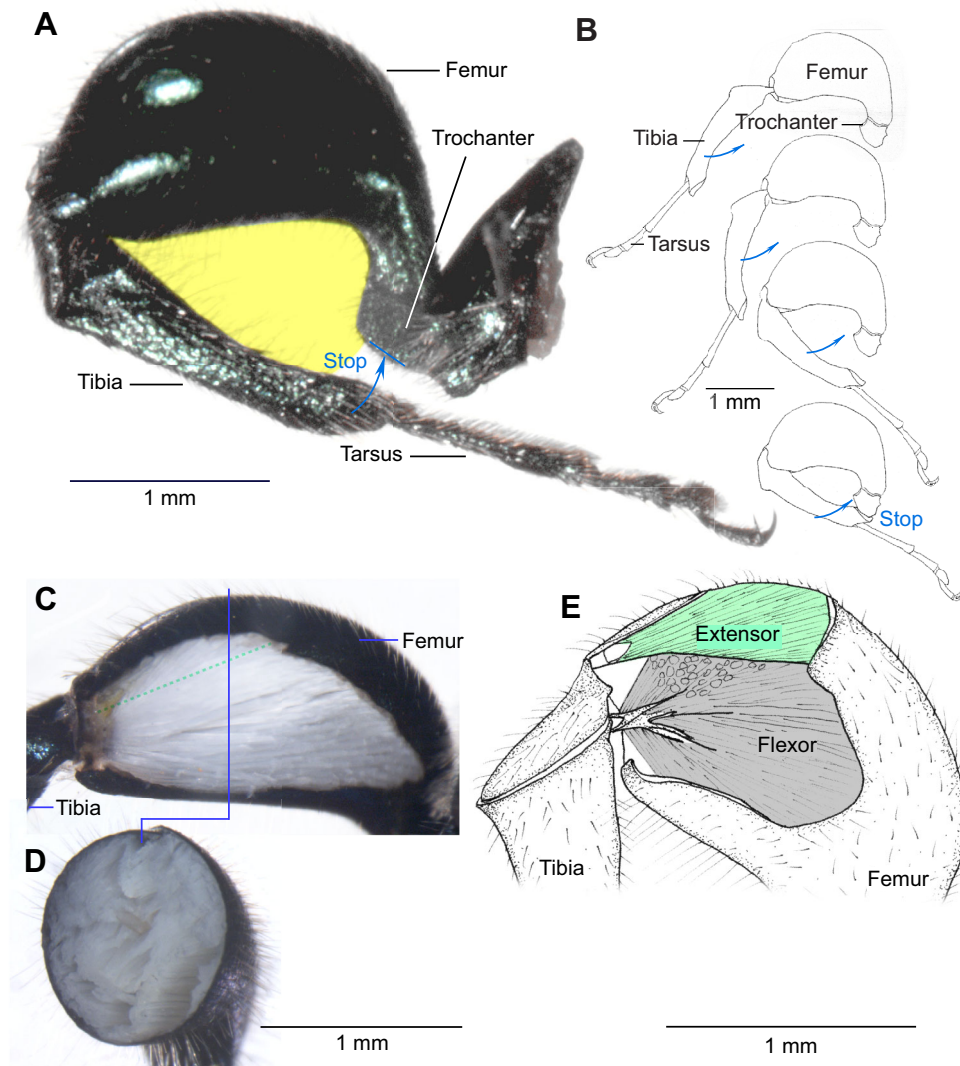 A
Femur
Trochanter
Stop
Tibia
Tarsus
1 mm
B
Femur
Trochanter
Tibia
Tarsus
1 mm
Stop
C
Femur
Tibia
D
1 mm
E
Extensor
Flexor
Tibia
Femur
1 mm